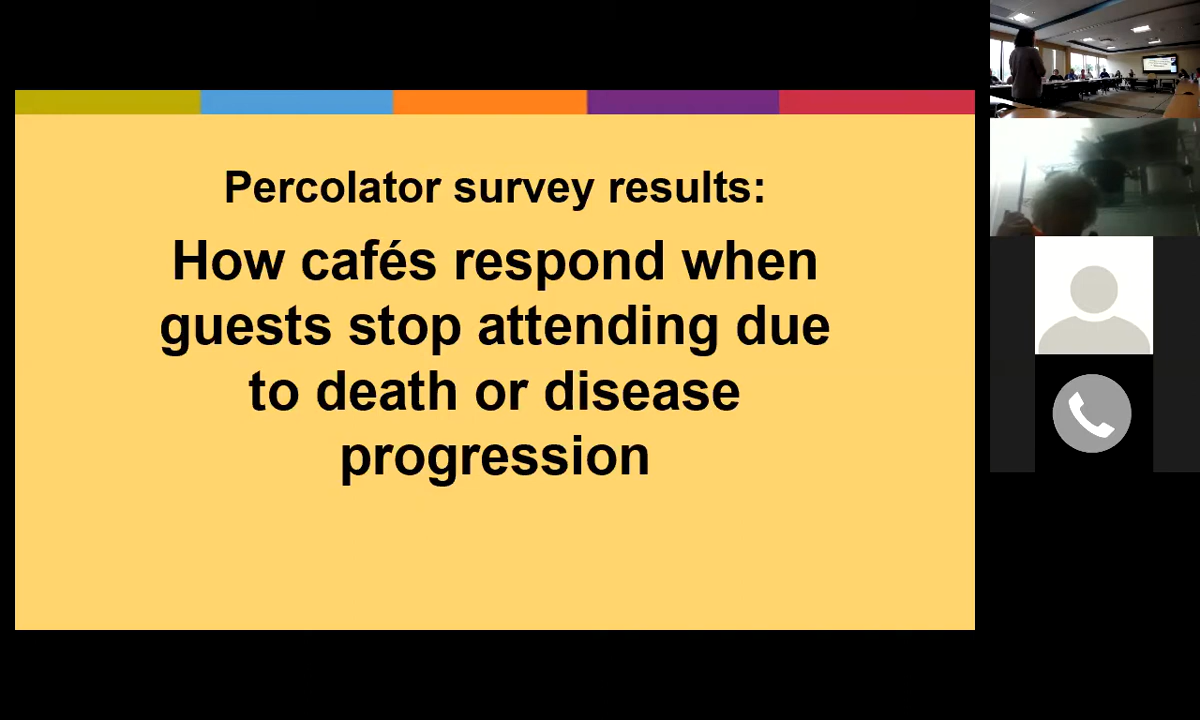 Percolator survey results:
How cafés respond when
guests stop attending due
to death or disease
progression